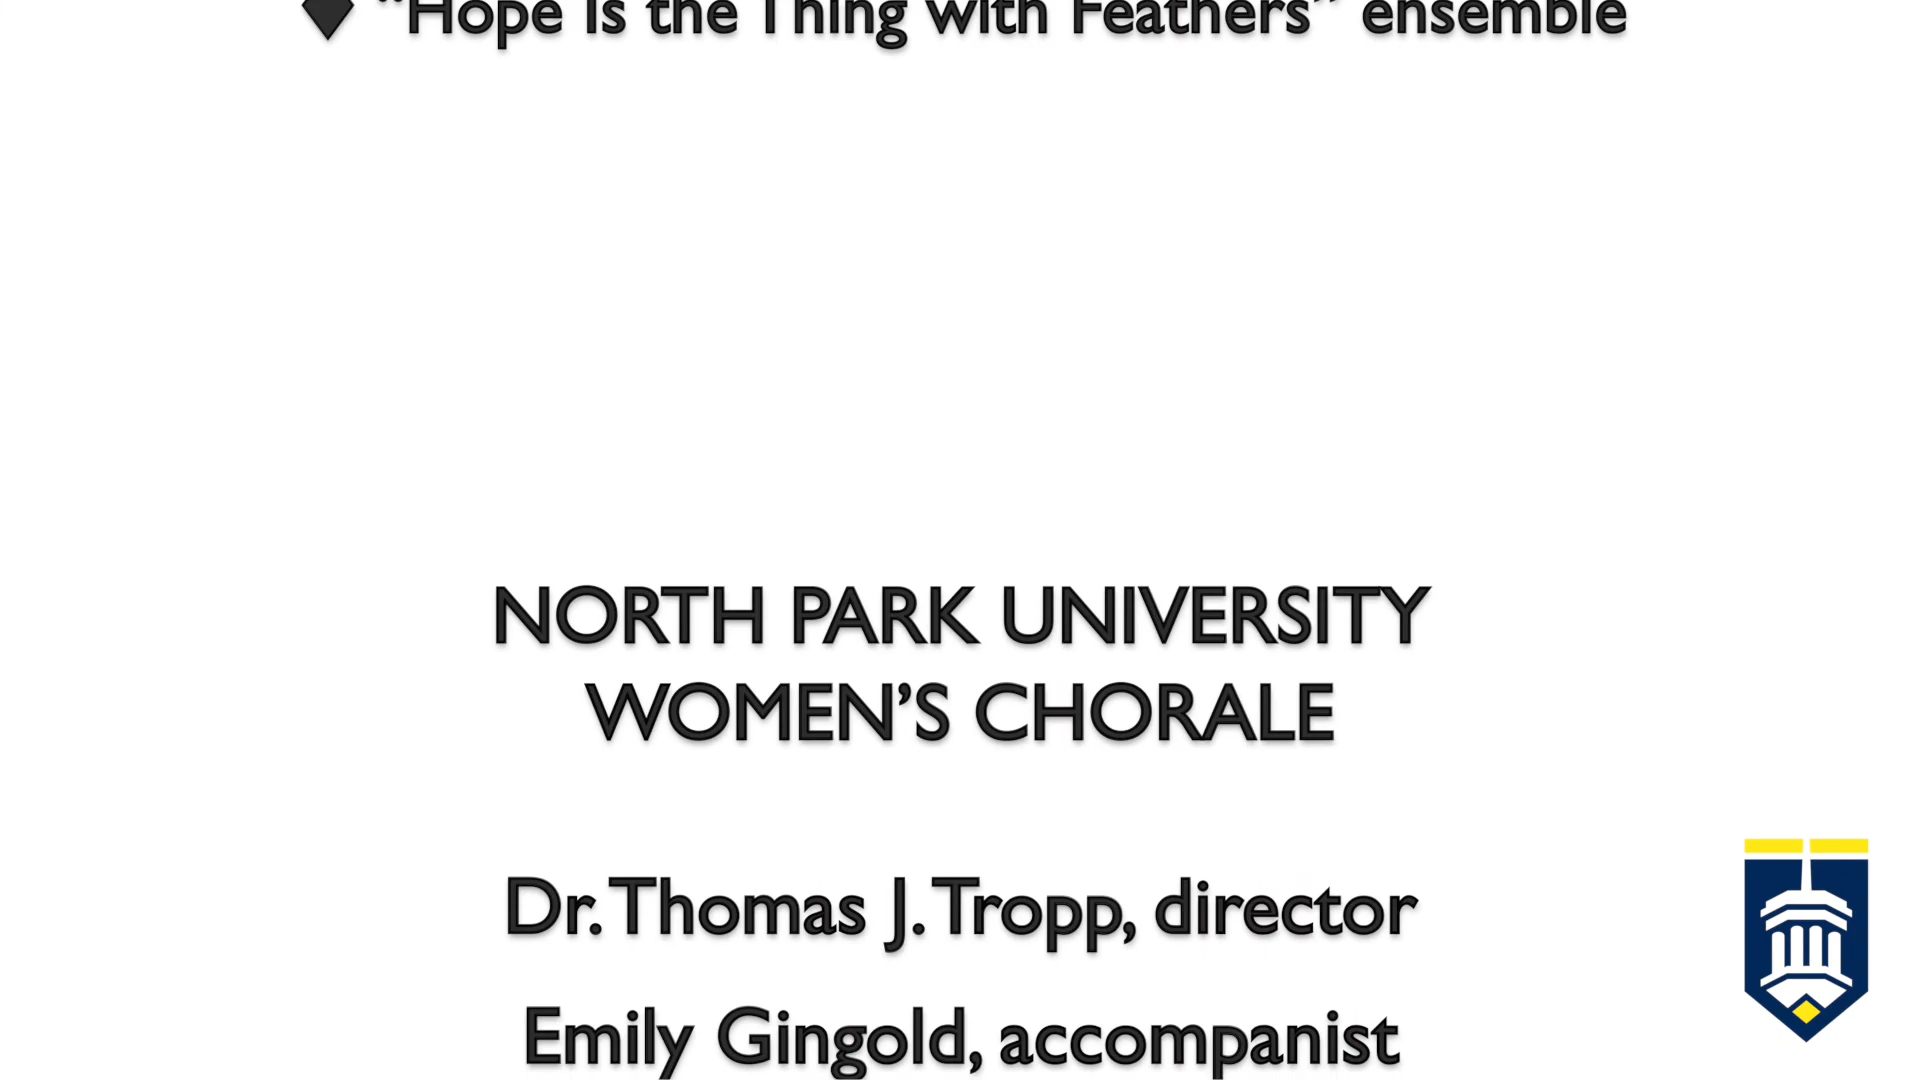 ♦ “Hope Is the Thing with Feathers” ensemble
NORTH PARK UNIVERSITY
WOMEN’S CHORALE
Dr. Thomas J. Tropp, director
Emily Gingold, accompanist